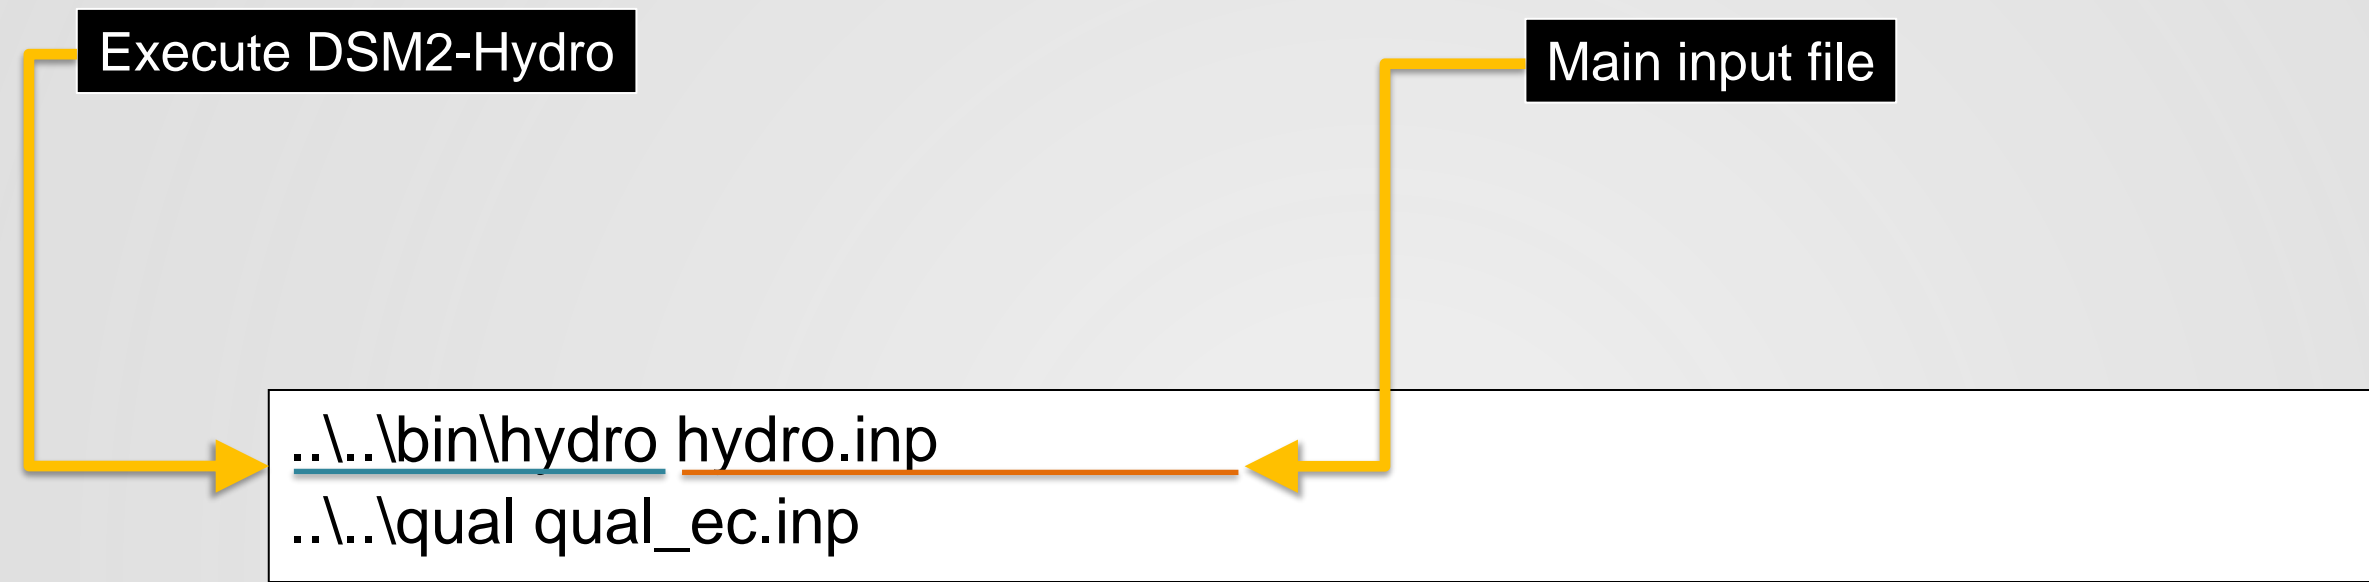 Execute DSM2-Hydro
Main input file
..\..\bin\hydro hydro.inp
..\..\qual qual_ec.inp